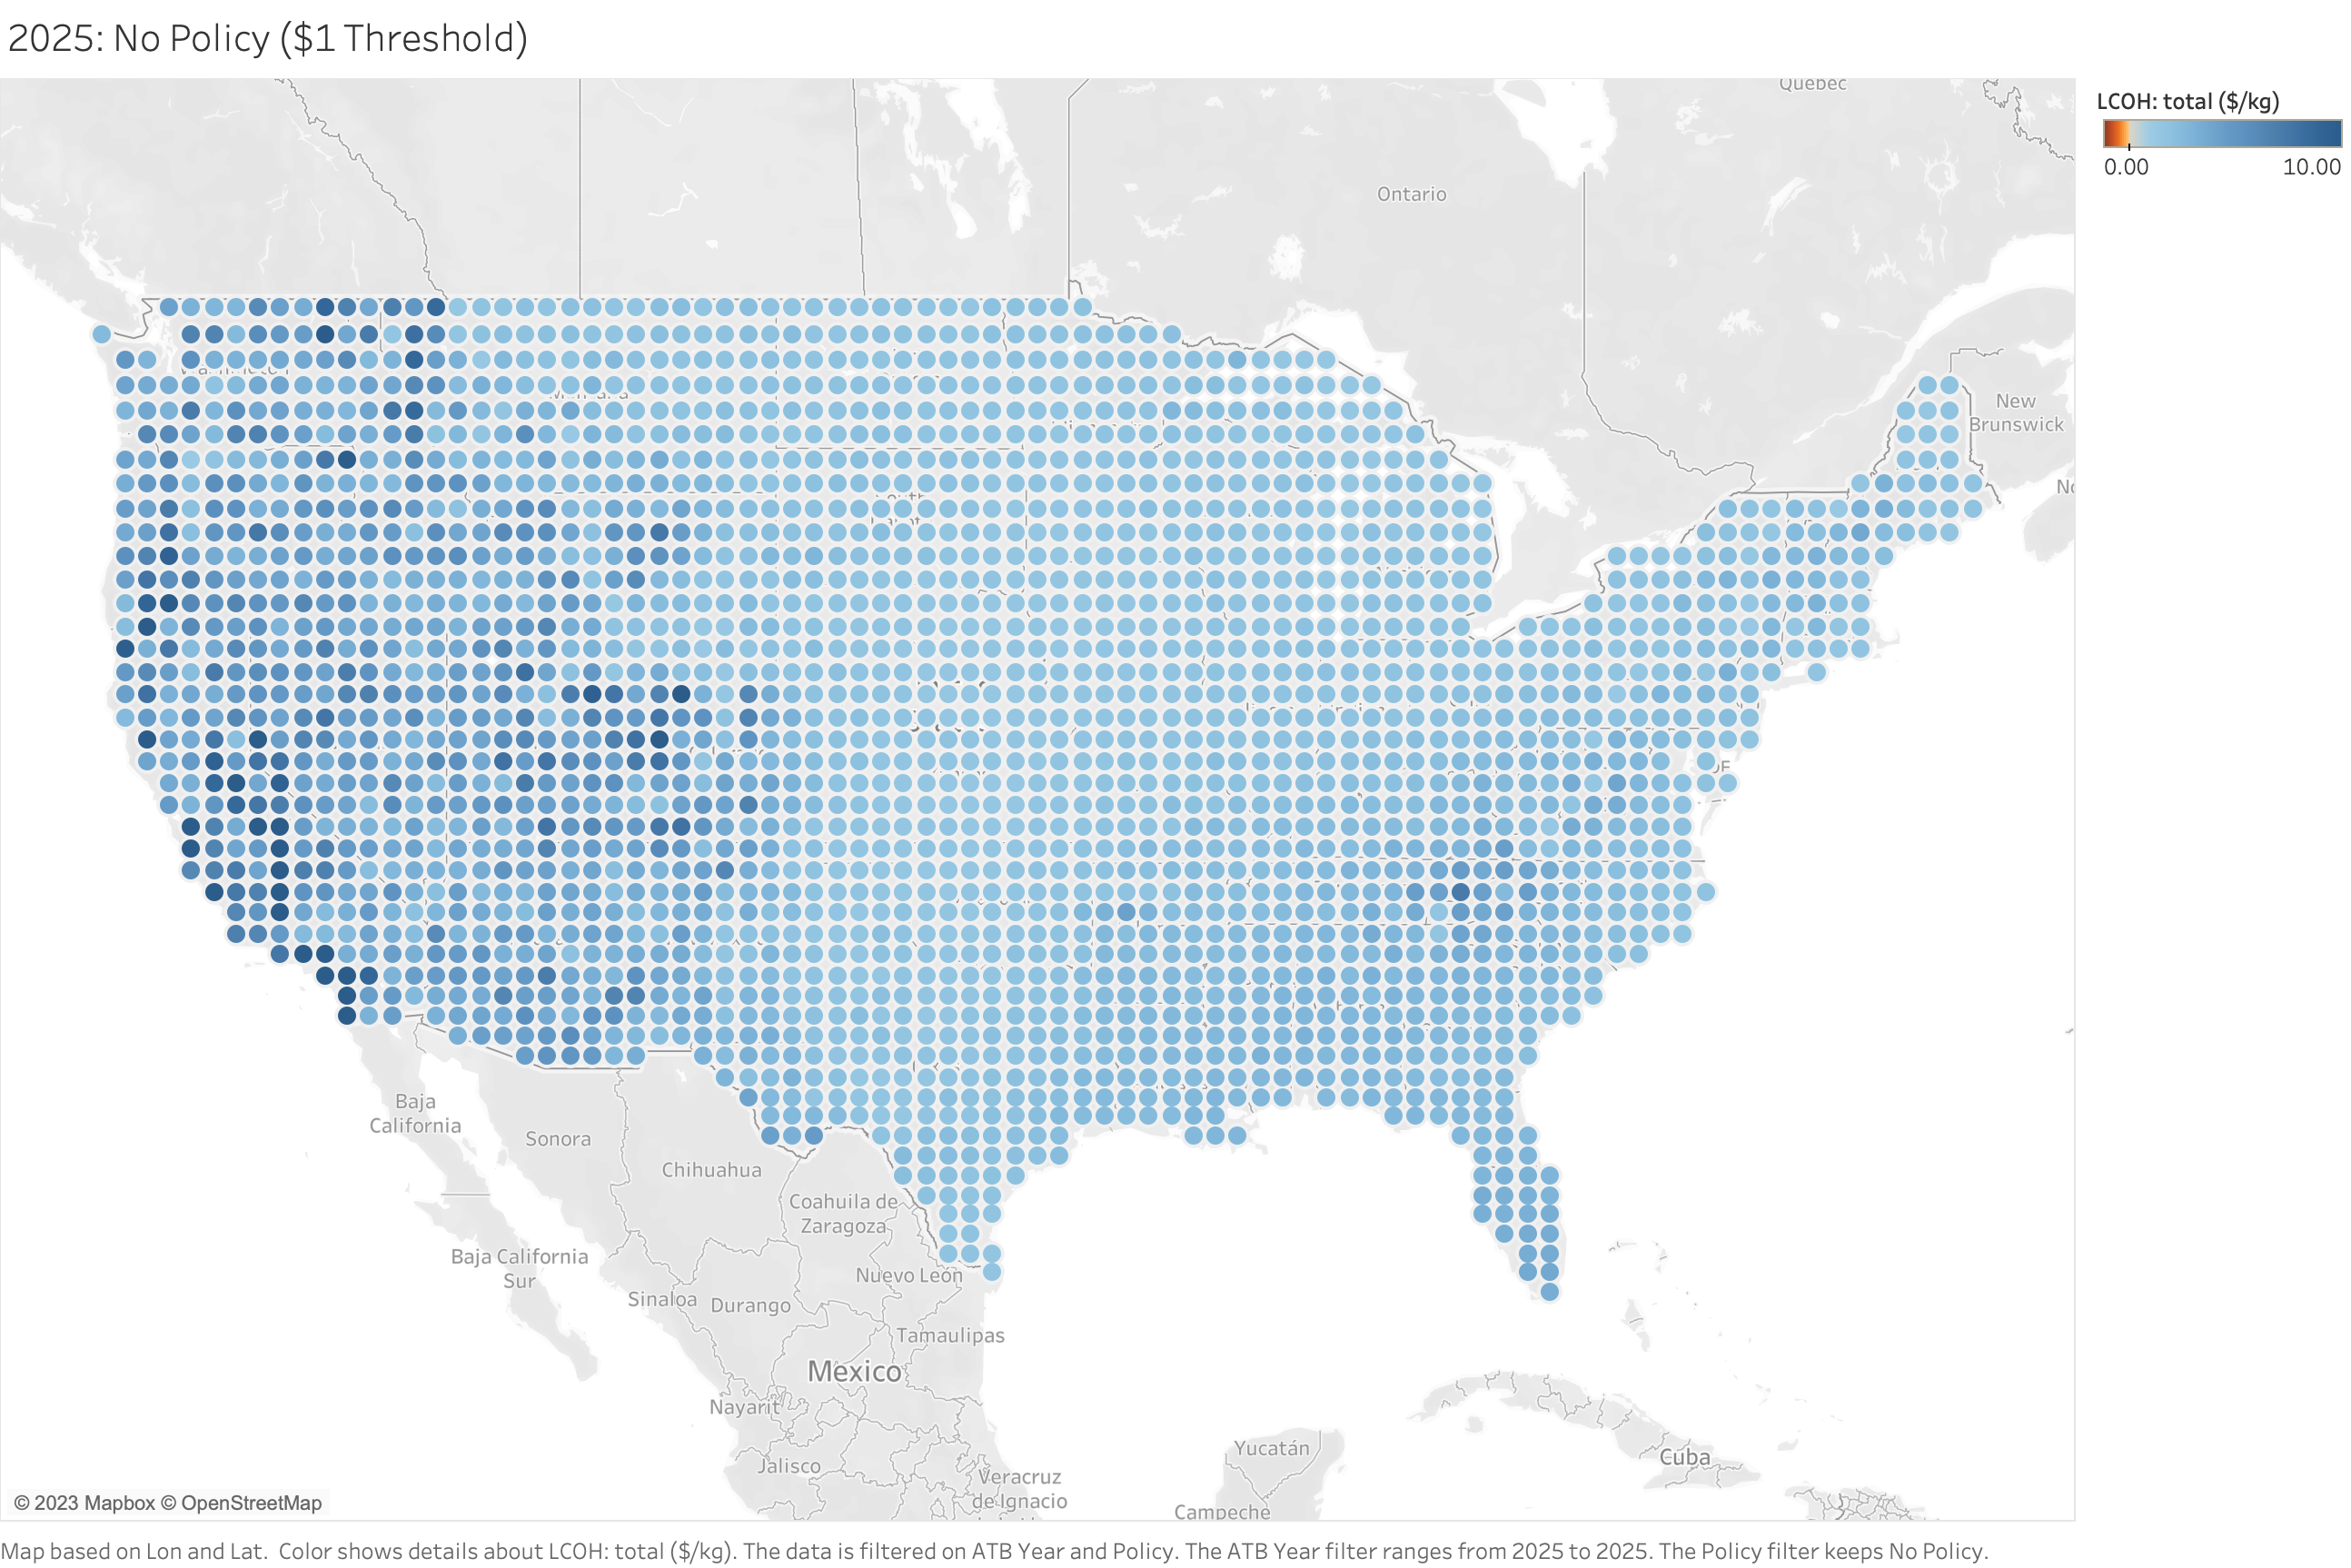 2025: No Policy ($1 Threshold)
LCOH: total ($/kg)
0.00 10.00
Quebec
Ontario
New
Brunswick
Baja
California
Sonora
Chihuahua
Coahuila de
Zaragoza
Baja California
Sur
Nuevo León
Sinaloa
Durango
Tamaulipas
Mexico
Nayarit
Yucatán
Cuba
Jalisco
Veracruz
de Ignacio
Campeche
© 2023 Mapbox © OpenStreetMap
Map based on Lon and Lat. Color shows details about LCOH: total ($/kg). The data is filtered on ATB Year and Policy. The ATB Year filter ranges from 2025 to 2025. The Policy filter keeps No Policy.